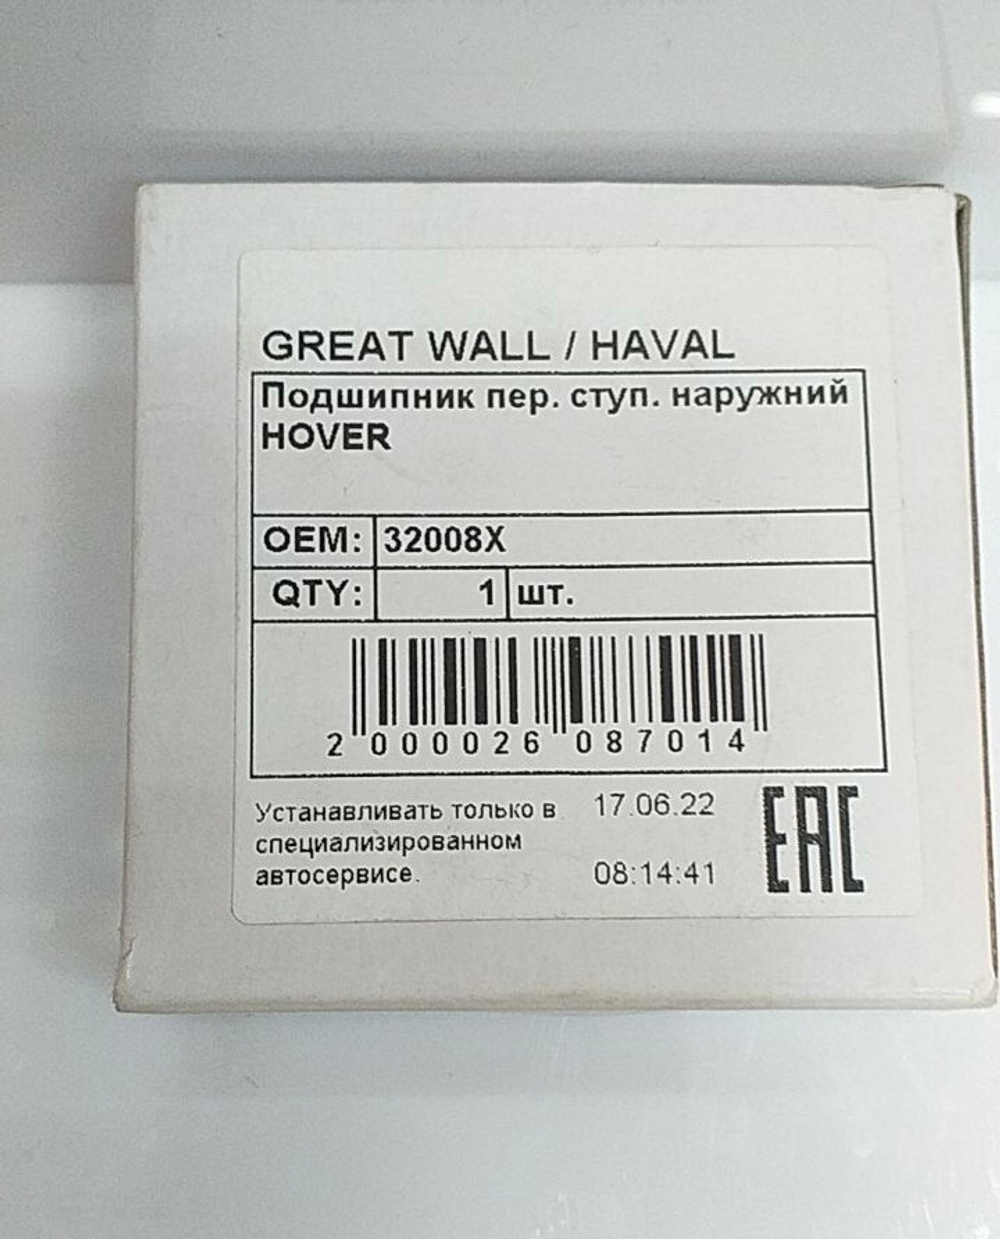 GREAT WALL / HAVAL
Подшипник пер. ступ. наружний
HOVER
OEM: 32008X
QTY: 1 шт.
2 000026 087014
Устанавливать только в
специализированном
автосервисе.
17.06.22
08:14:41
EAC